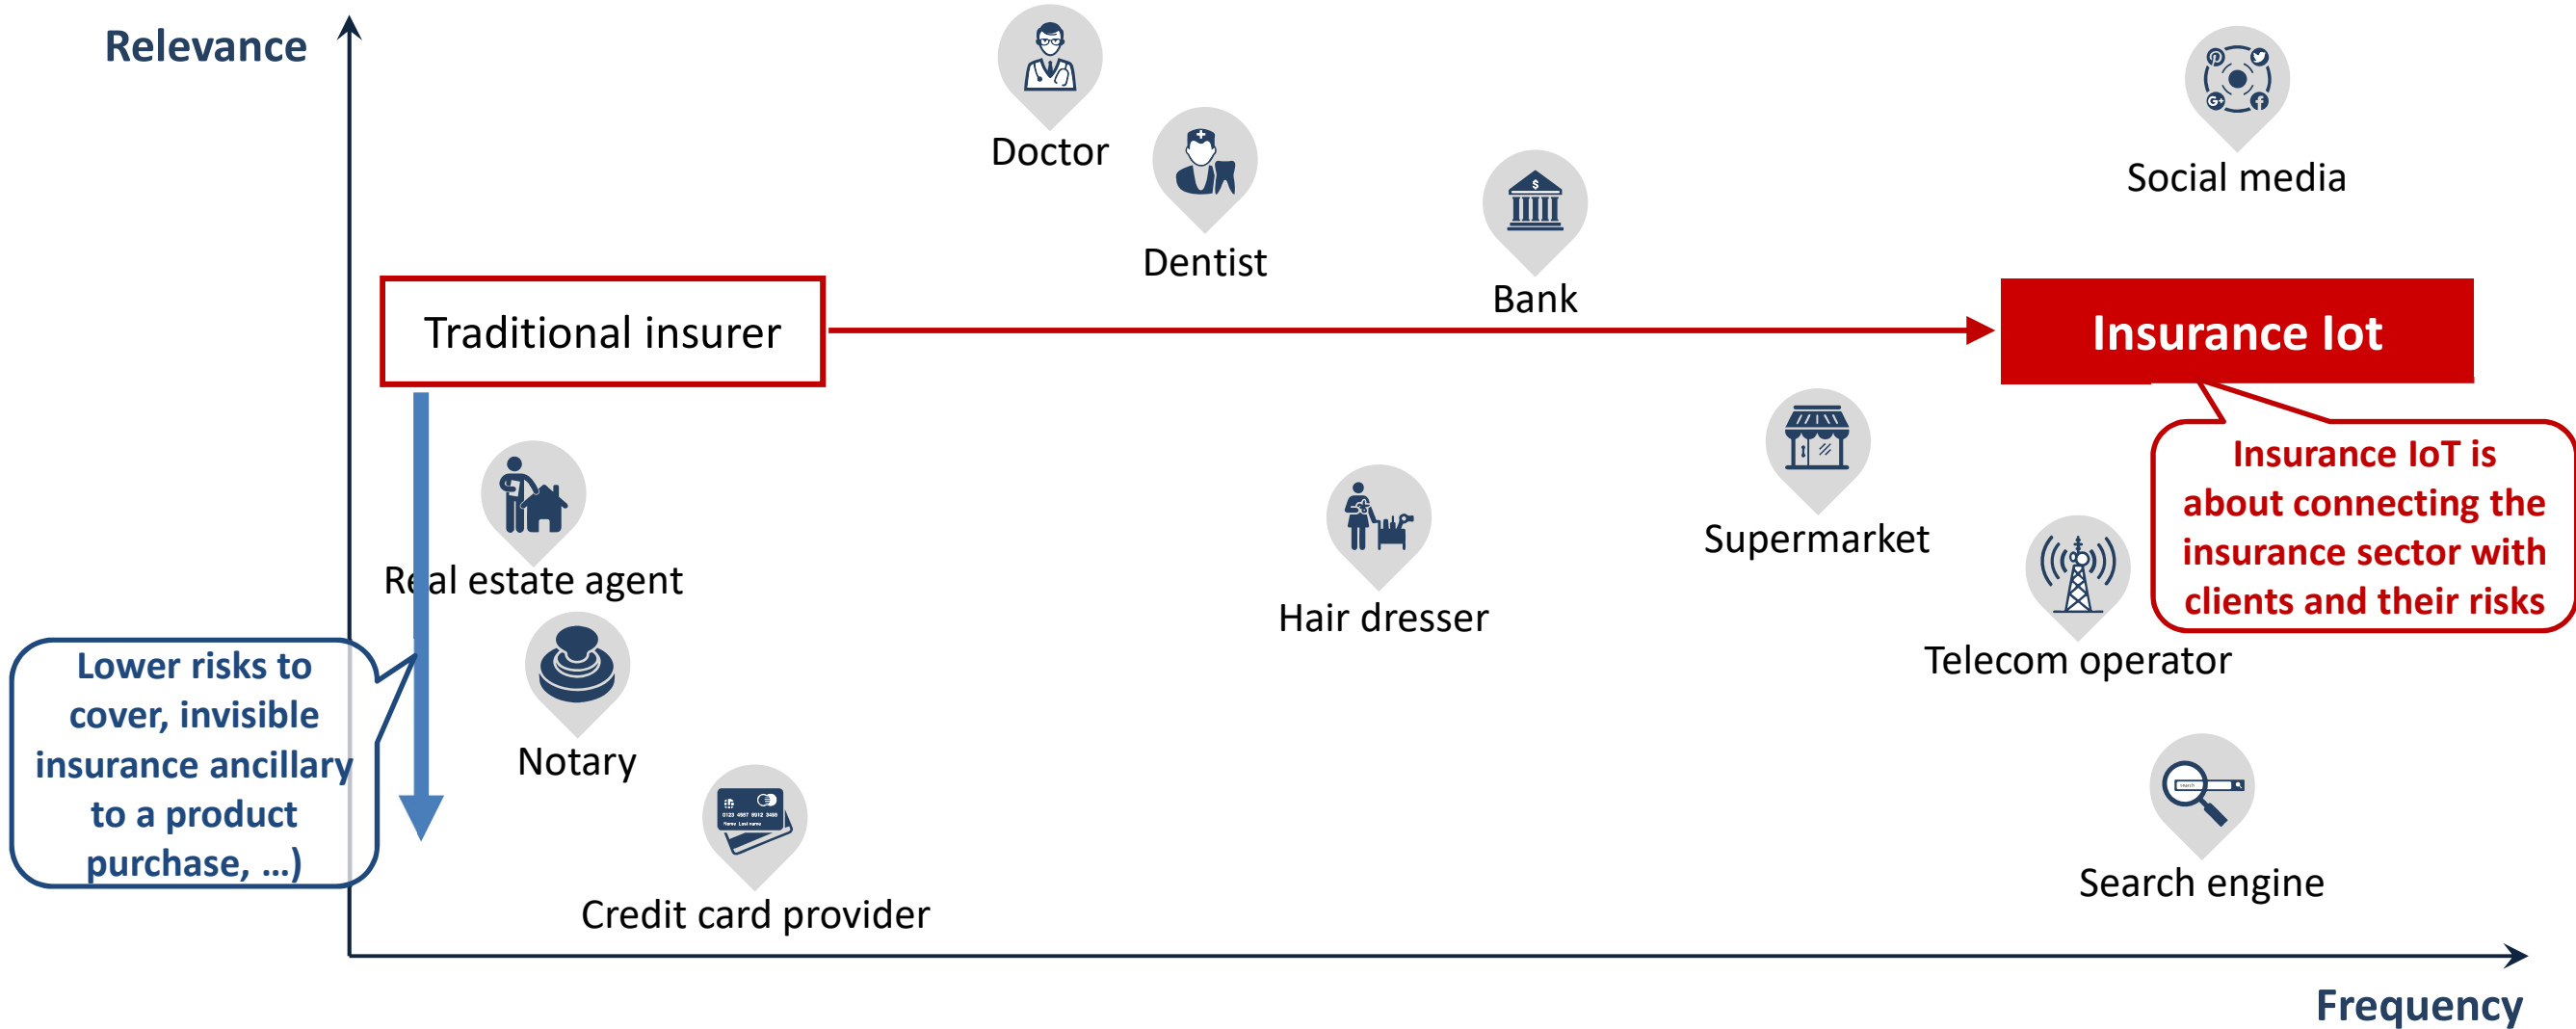 Relevance
Doctor
Dentist
Bank
Social media
Traditional insurer
Insurance Iot
Insurance IoT is
about connecting the
insurance sector with
clients and their risks
Real estate agent
Hair dresser
Supermarket
Telecom operator
Lower risks to
cover, invisible
insurance ancillary
to a product
purchase, ...)
Notary
Credit card provider
Search engine
Frequency